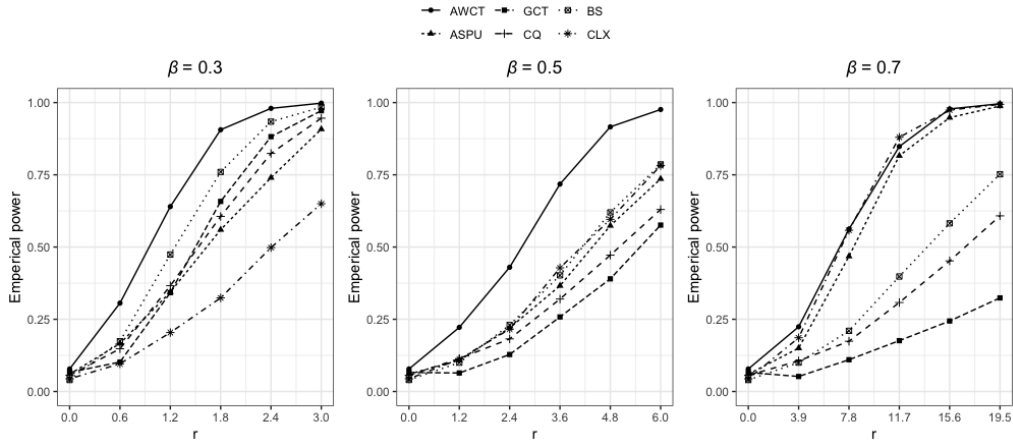 AWCT GCT BS
ASPU CQ CLX
β = 0.3 β = 0.5 β = 0.7
Emperical power
1.00
0.75
0.50
0.25
0.00
0.0 0.6 1.2 1.8 2.4 3.0
r
Emperical power
1.00
0.75
0.50
0.25
0.00
0.0 1.2 2.4 3.6 4.8 6.0
r
Emperical power
1.00
0.75
0.50
0.25
0.00
0.0 3.9 7.8 11.7 15.6 19.5
r